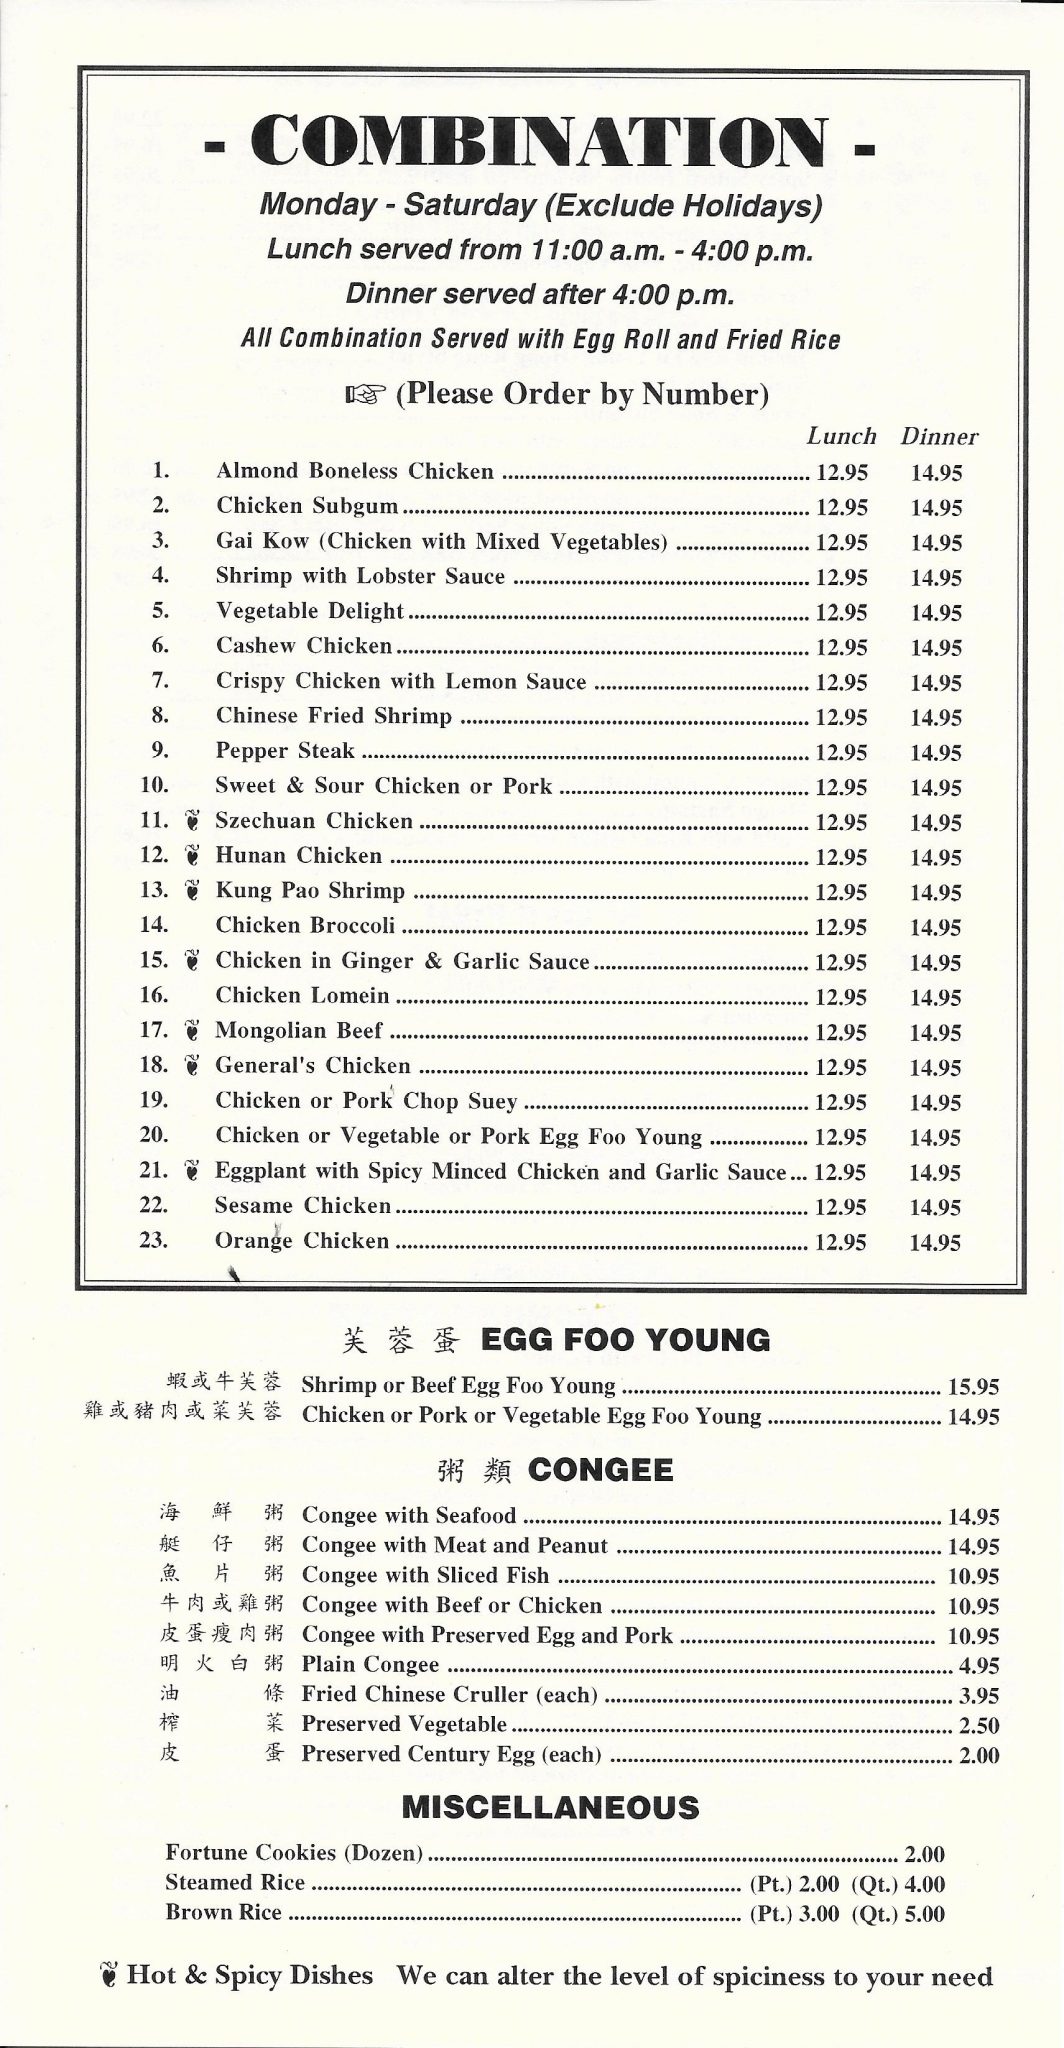 - COMBINATION -
Monday - Saturday (Exclude Holidays)
Lunch served from 11:00 a.m. - 4:00 p.m.
Dinner served after 4:00 p.m.
All Combination Served with Egg Roll and Fried Rice
☞ (Please Order by Number)
Lunch Dinner
1. Almond Boneless Chicken 12.95 14.95
2. Chicken Subgum 12.95 14.95
3. Gai Kow (Chicken with Mixed Vegetables) 12.95 14.95
4. Shrimp with Lobster Sauce 12.95 14.95
5. Vegetable Delight 12.95 14.95
6. Cashew Chicken 12.95 14.95
7. Crispy Chicken with Lemon Sauce 12.95 14.95
8. Chinese Fried Shrimp 12.95 14.95
9. Pepper Steak 12.95 14.95
10. Sweet & Sour Chicken or Pork 12.95 14.95
11. ❦ Szechuan Chicken 12.95 14.95
12. ❦ Hunan Chicken 12.95 14.95
13. ❦ Kung Pao Shrimp 12.95 14.95
14. Chicken Broccoli 12.95 14.95
15. ❦ Chicken in Ginger & Garlic Sauce 12.95 14.95
16. Chicken Lomein 12.95 14.95
17. ❦ Mongolian Beef 12.95 14.95
18. ❦ General's Chicken 12.95 14.95
19. Chicken or Pork Chop Suey 12.95 14.95
20. Chicken or Vegetable or Pork Egg Foo Young 12.95 14.95
21. ❦ Eggplant with Spicy Minced Chicken and Garlic Sauce 12.95 14.95
22. Sesame Chicken 12.95 14.95
23. Orange Chicken 12.95 14.95
芙蓉蛋 EGG FOO YOUNG
蝦或牛芙蓉 Shrimp or Beef Egg Foo Young 15.95
雞或豬肉或菜芙蓉 Chicken or Pork or Vegetable Egg Foo Young 14.95
粥類 CONGEE
海鮮粥 Congee with Seafood 14.95
艇仔粥 Congee with Meat and Peanut 14.95
魚片粥 Congee with Sliced Fish 10.95
牛肉或雞粥 Congee with Beef or Chicken 10.95
皮蛋瘦肉粥 Congee with Preserved Egg and Pork 10.95
明火白粥 Plain Congee 4.95
油條 Fried Chinese Cruller (each) 3.95
榨菜 Preserved Vegetable 2.50
皮蛋 Preserved Century Egg (each) 2.00
MISCELLANEOUS
Fortune Cookies (Dozen) 2.00
Steamed Rice (Pt.) 2.00 (Qt.) 4.00
Brown Rice (Pt.) 3.00 (Qt.) 5.00
❦ Hot & Spicy Dishes We can alter the level of spiciness to your need